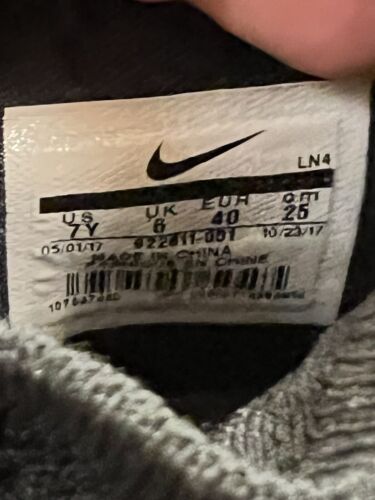 LN4
US UK EUR cm
7Y 6 40 25
05/01/17 922811-001 10/23/17
MADE IN CHINA
EN CHINE